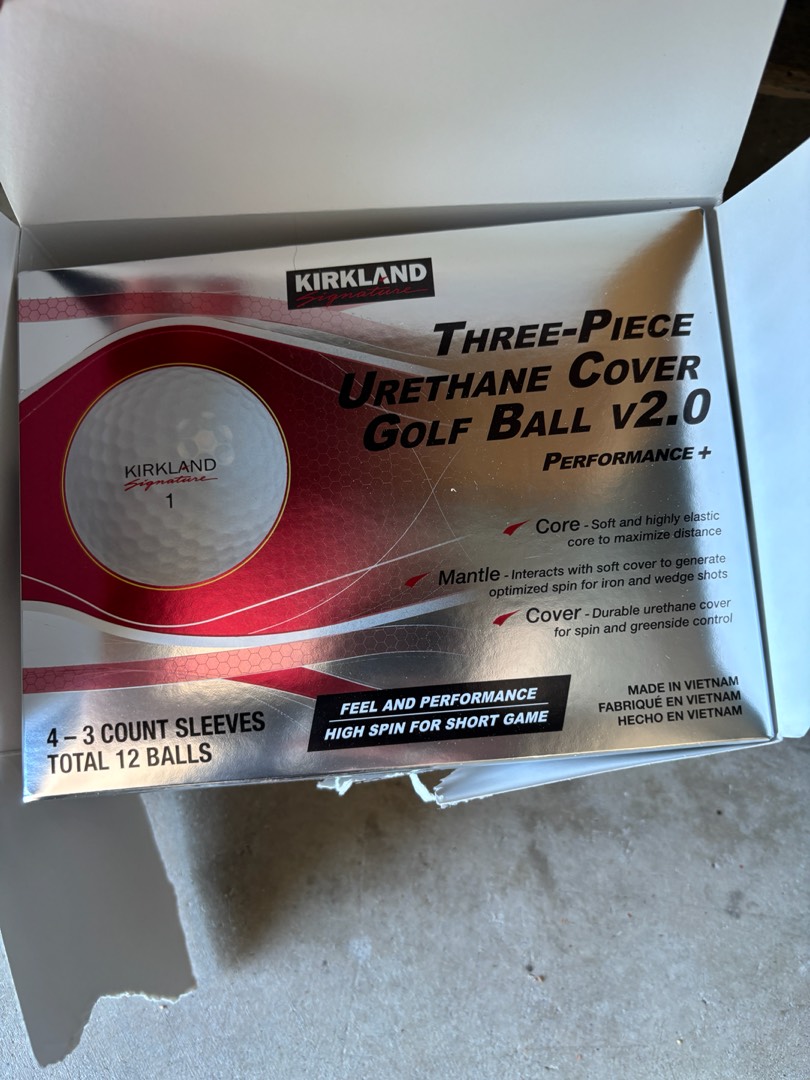 KIRKLAND
Signature
THREE-PIECE
URETHANE COVER
GOLF BALL V2.0
PERFORMANCE+
KIRKLAND
Signature
1
Core - Soft and highly elastic
core to maximize distance
Mantle - Interacts with soft cover to generate
optimized spin for iron and wedge shots
Cover - Durable urethane cover
for spin and greenside control
4 – 3 COUNT SLEEVES
TOTAL 12 BALLS
FEEL AND PERFORMANCE
HIGH SPIN FOR SHORT GAME
MADE IN VIETNAM
FABRIQUÉ EN VIETNAM
HECHO EN VIETNAM